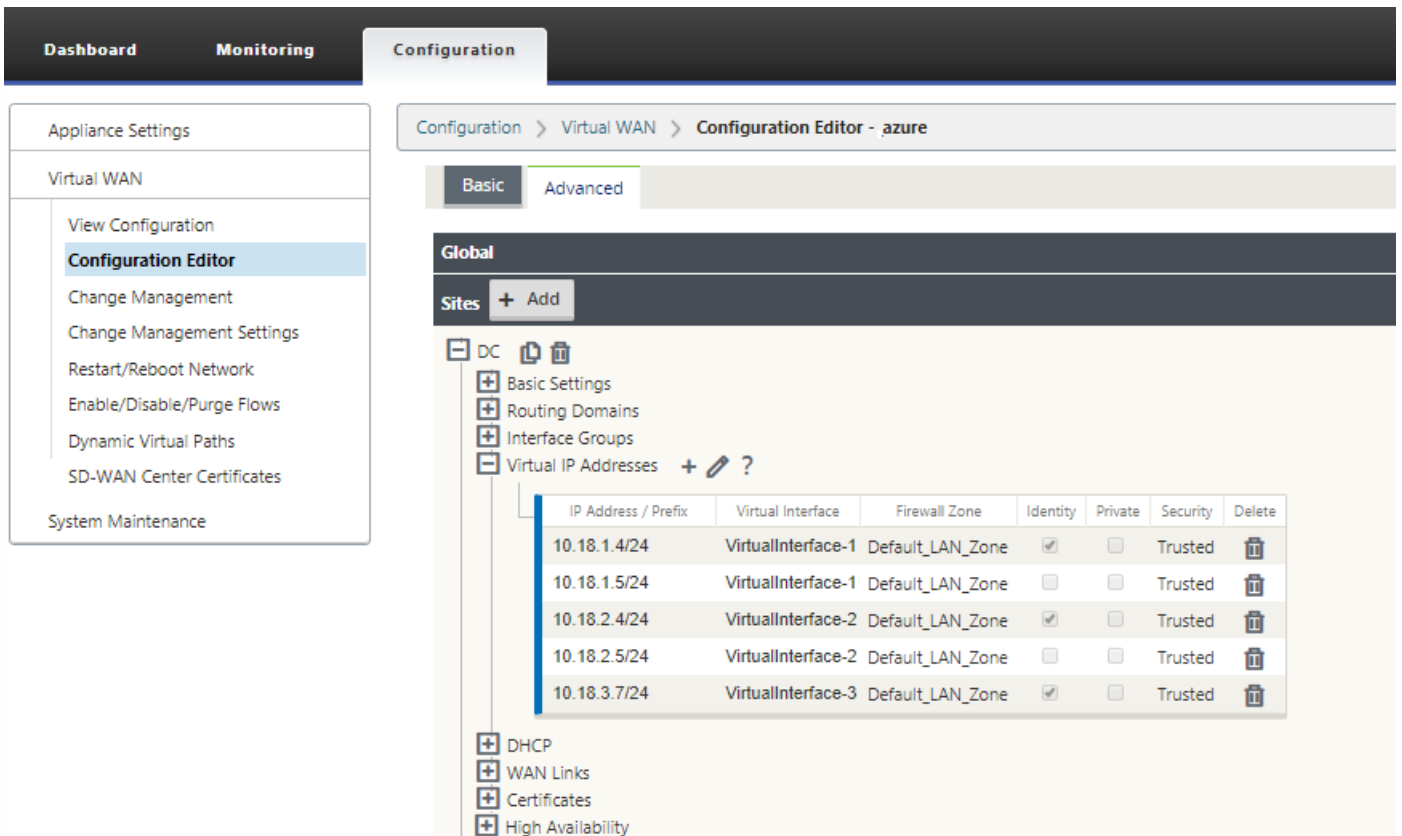 Dashboard Monitoring Configuration
Appliance Settings
Virtual WAN
View Configuration
Configuration Editor
Change Management
Change Management Settings
Restart/Reboot Network
Enable/Disable/Purge Flows
Dynamic Virtual Paths
SD-WAN Center Certificates
System Maintenance
Configuration > Virtual WAN > Configuration Editor - azure
Basic Advanced
Global
Sites + Add
DC
Basic Settings
Routing Domains
Interface Groups
Virtual IP Addresses + ?
IP Address / Prefix Virtual Interface Firewall Zone Identity Private Security Delete
10.18.1.4/24 VirtualInterface-1 Default_LAN_Zone Trusted
10.18.1.5/24 VirtualInterface-1 Default_LAN_Zone Trusted
10.18.2.4/24 VirtualInterface-2 Default_LAN_Zone Trusted
10.18.2.5/24 VirtualInterface-2 Default_LAN_Zone Trusted
10.18.3.7/24 VirtualInterface-3 Default_LAN_Zone Trusted
DHCP
WAN Links
Certificates
High Availability